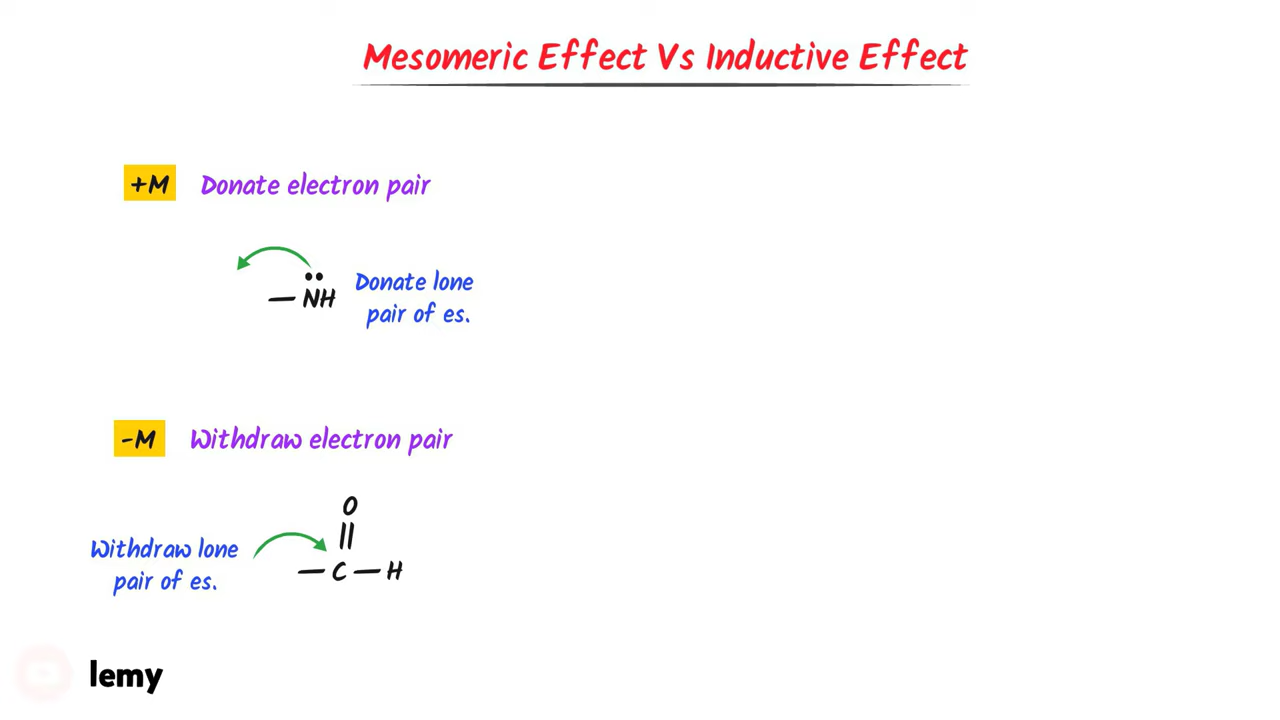 Mesomeric Effect Vs Inductive Effect
+M Donate electron pair
— NH
Donate lone
pair of es.
-M Withdraw electron pair
O
||
— C — H
Withdraw lone
pair of es.
lemy